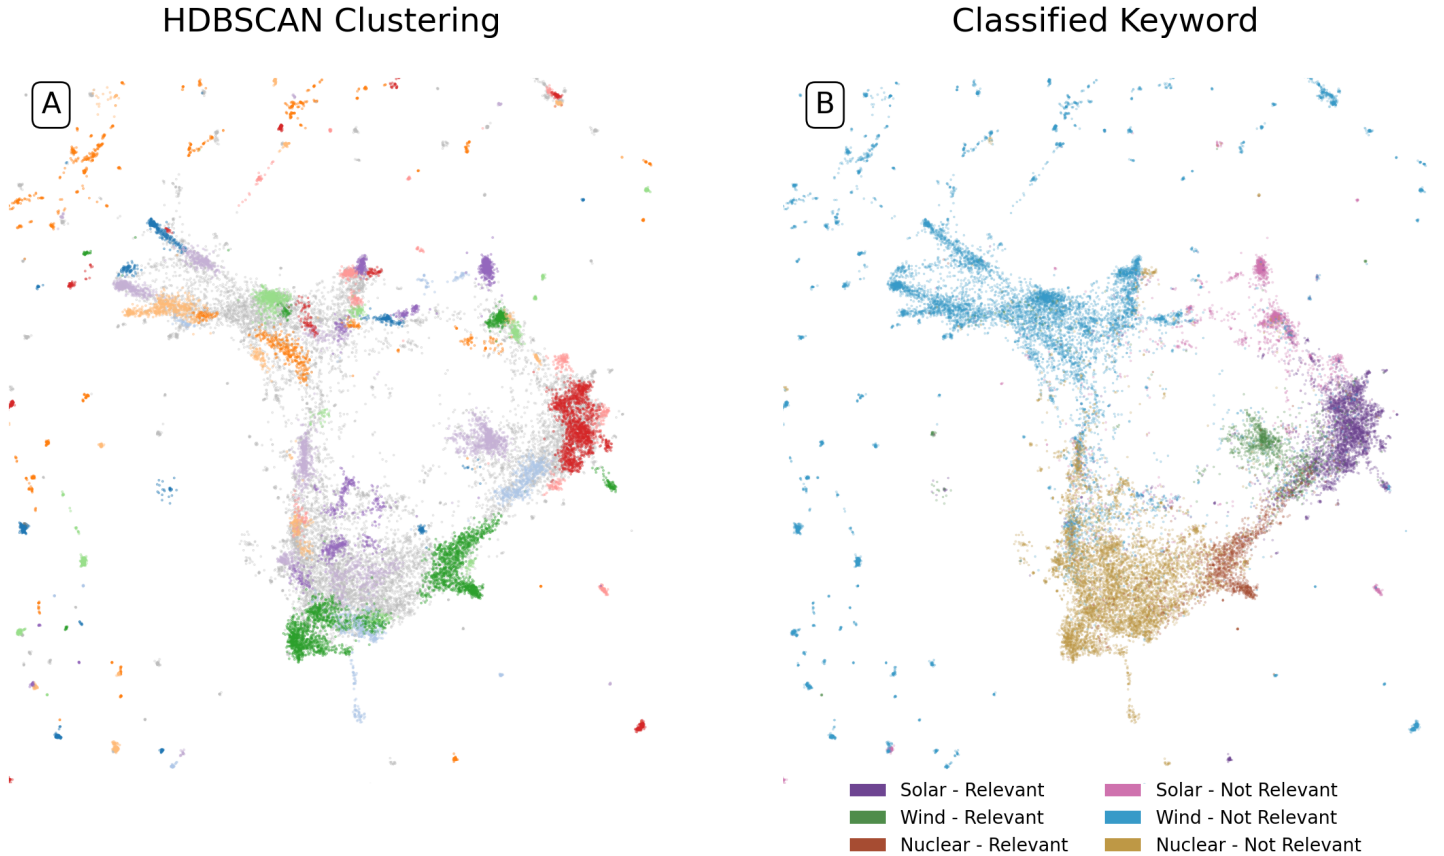 HDBSCAN Clustering
Classified Keyword
A
B
Solar - Relevant
Solar - Not Relevant
Wind - Relevant
Wind - Not Relevant
Nuclear - Relevant
Nuclear - Not Relevant